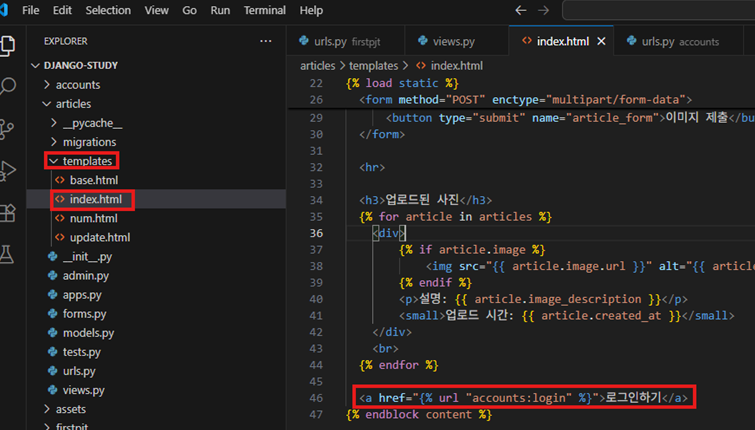 File Edit Selection View Go Run Terminal Help
EXPLORER
DJANGO-STUDY
accounts
articles
__pycache__
migrations
templates
base.html
index.html
num.html
update.html
__init__.py
admin.py
apps.py
forms.py
models.py
tests.py
urls.py
views.py
assets
firstpjt
urls.py firstpjt views.py index.html urls.py accounts
articles > templates > index.html
22 {% load static %}
26 <form method="POST" enctype="multipart/form-data">
29 <button type="submit" name="article_form">이미지 제출</bu
30 </form>
31
32 <hr>
33
34 <h3>업로드된 사진</h3>
35 {% for article in articles %}
36 <div>
37 {% if article.image %}
38 <img src="{{ article.image.url }}" alt="{{ artic
39 {% endif %}
40 <p>설명: {{ article.image_description }}</p>
41 <small>업로드 시간: {{ article.created_at }}</small>
42 </div>
43 <br>
44 {% endfor %}
45
46 <a href="{% url "accounts:login" %}">로그인하기</a>
47 {% endblock content %}